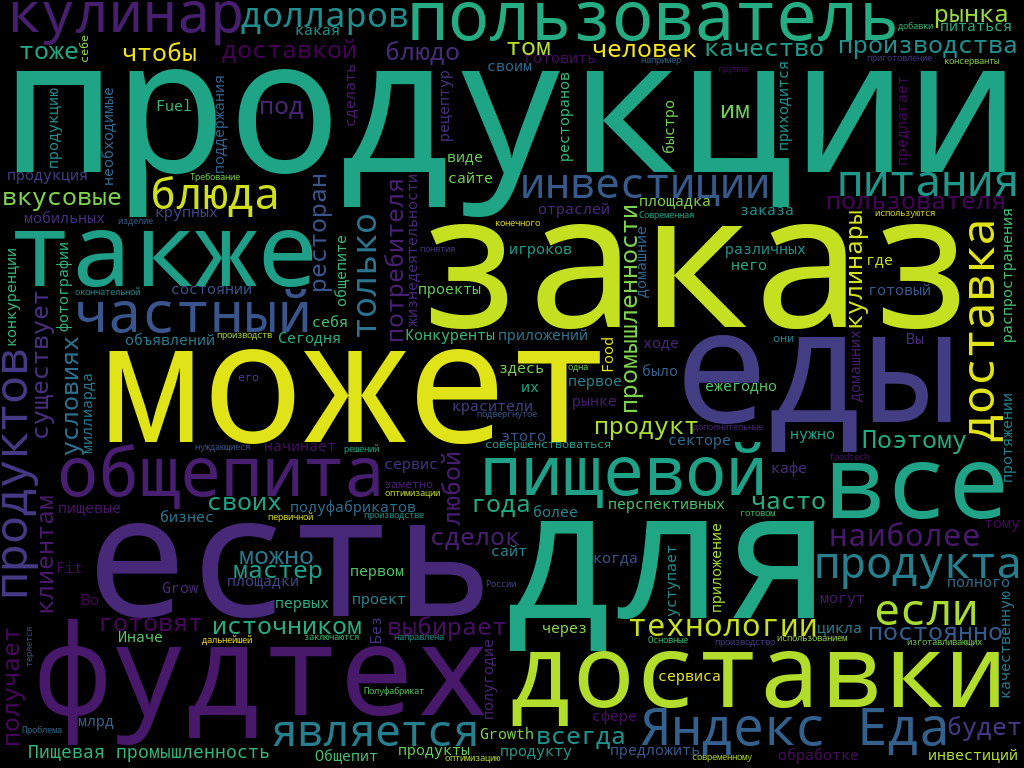 кулинар
долларов
пользователь
какая
добавки
рынка
питаться
тоже
себе
чтобы
доставкой
блюдо
том
готовить
человек
качество
производства
своим
например
группа
приготовление
консерванты
продукции
продукцию
необходимые
Fuel
поддержания
под
сделать
рецептур
ресторанов
быстро
им
приходится
предлагает
продукция
Требование
виде
сайте
вкусовые
блюда
инвестиции
питания
мобильных
изделие
крупных
ресторан
потребителя
жизнедеятельности
отраслей
площадка
Современная
заказа
пользователя
используются
также
только
конечного
заказ
понятия
игроков
промышленности
домашние
различных
него
кулинары
где
доставка
распространения
конкуренции
фотографии
состоянии
общепите
окончательной
проекты
готовый
существует
частный
себя
объявлений
производств
Сегодня
Конкуренты
приложений
Food
ходе
они
Вы
продуктов
условиях
миллиарда
может
его
здесь
одна
их
первое
было
рынке
ежегодно
домашних
еды
красители
подвергнутое
этого
продукт
дополнительные
секторе
нужно
Поэтому
протяжении
нуждающиеся
начинает
решений
совершенствоваться
общепита
сервис
заметно
оптимизации
любой
пищевой
кафе
foodtech
все
пищевые
клиентам
бизнес
своих
первичной
полуфабрикатов
производстве
года
более
перспективных
часто
готовом
тому
есть
сделок
сайт
когда
для
приложение
уступает
наиболее
можно
мастер
Fit
Grow
площадки
первом
России
продукта
полного
качественную
Во
первых
проект
могут
если
готовят
Иначе
источником
дальнейшей
заключаются
Без
направлена
выбирает
через
технологии
Основные
производство
использованием
цикла
постоянно
изготавливающих
получает
теряется
фудтех
полугодие
доставки
сервиса
Полуфабрикат
млрд
Проблема
является
Growth
всегда
сфере
Яндекс Еда
будет
Пищевая промышленность
Общепит
продукты
оптимизацию
продукту
предложить
современному
обработке
инвестиций